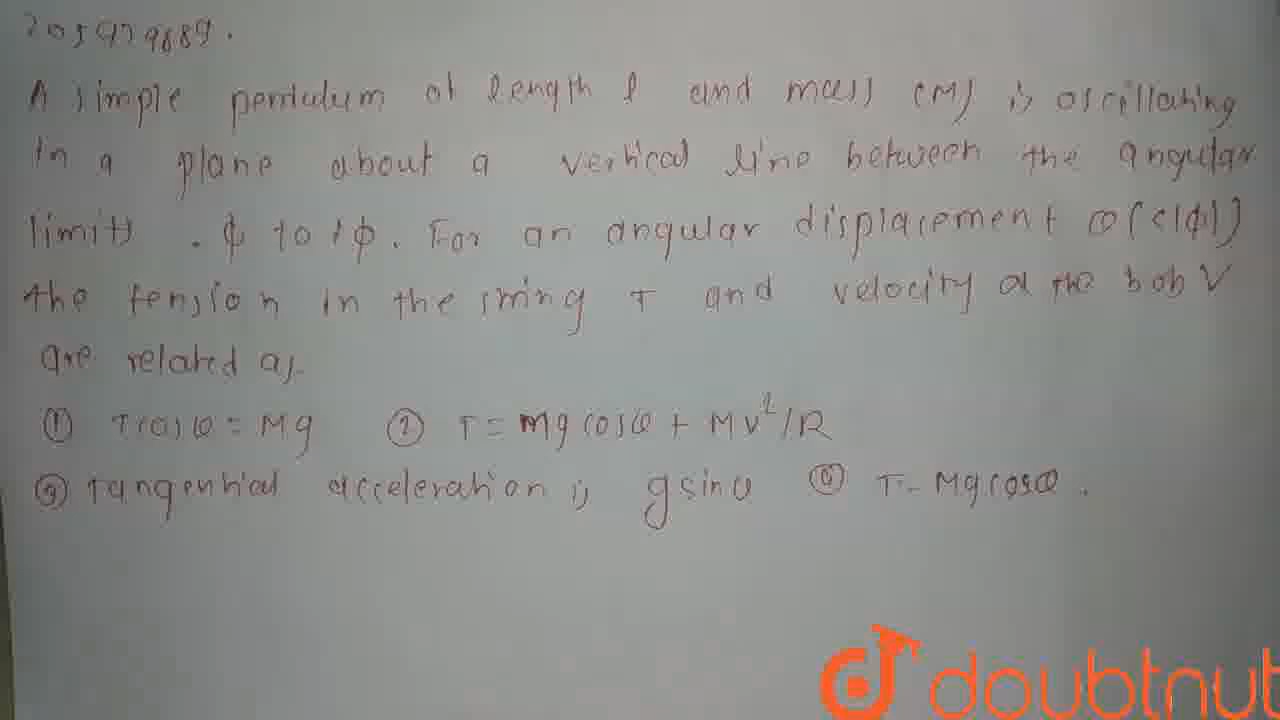 205979889.
A simple pendulum of length l and mass (M) is oscillating
in a plane about a vertical line between the angular
limits - ϕ to + ϕ. For an angular displacement θ (<|ϕ|)
the tension in the string T and velocity of the bob V
are related as.
① T cos θ = Mg ② T = Mg cos θ + MV²/R
③ tangential acceleration is g sin θ ④ T = Mg cos θ.
doubtnut